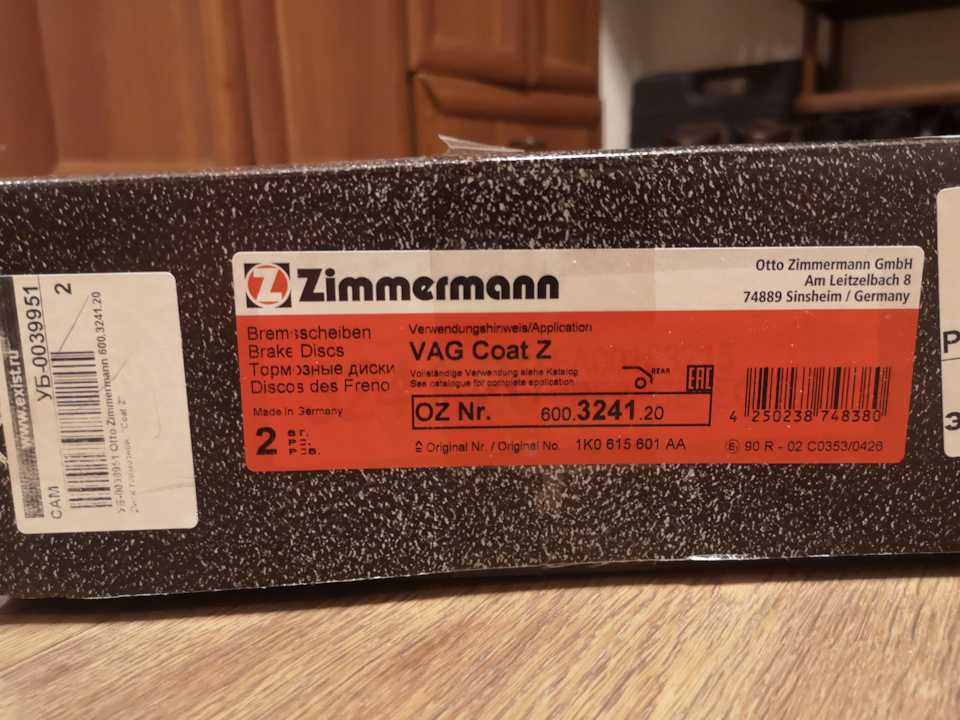 www.exist.ru
УБ-0039951
2
САМ
УБ-0039951 Otto Zimmermann 600.3241.20
"Coat Z"
Z Zimmermann
Otto Zimmermann GmbH
Am Leitzelbach 8
74889 Sinsheim / Germany
Bremsscheiben
Brake Discs
Тормозные диски
Discos des Freno
Made in Germany
2
Verwendungshinweis/Application
VAG Coat Z
Vollständige Verwendung siehe Katalog
See catalogue for complete application
REAR
EAC
OZ Nr. 600.3241.20
≙ Original Nr. / Original No. 1K0 615 601 AA
4 250238 748380
E1 90 R - 02 C0353/0426
Р